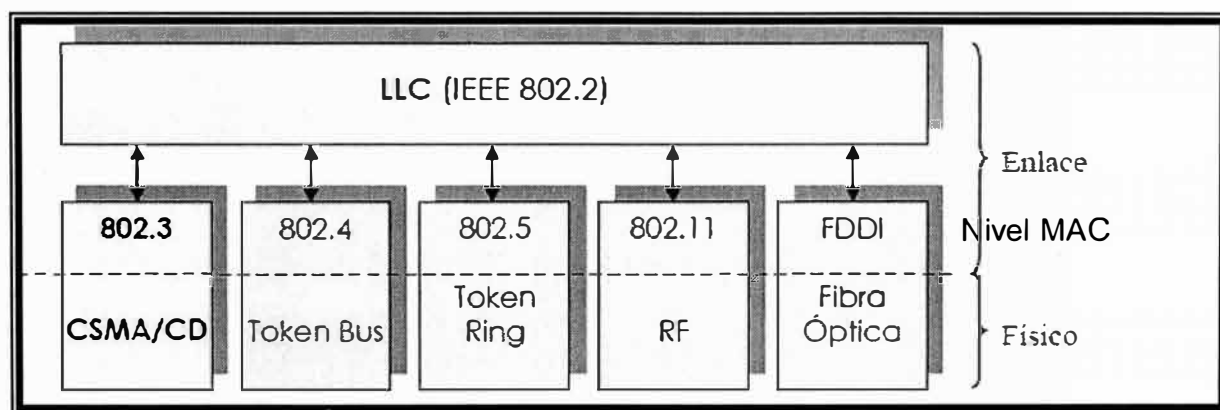 LLC (IEEE 802.2)
Enlace
802.3
802.4
802.5
802.11
FDDI
Nivel MAC
CSMA/CD
Token Bus
Token
Ring
RF
Fibra
Óptica
Físico